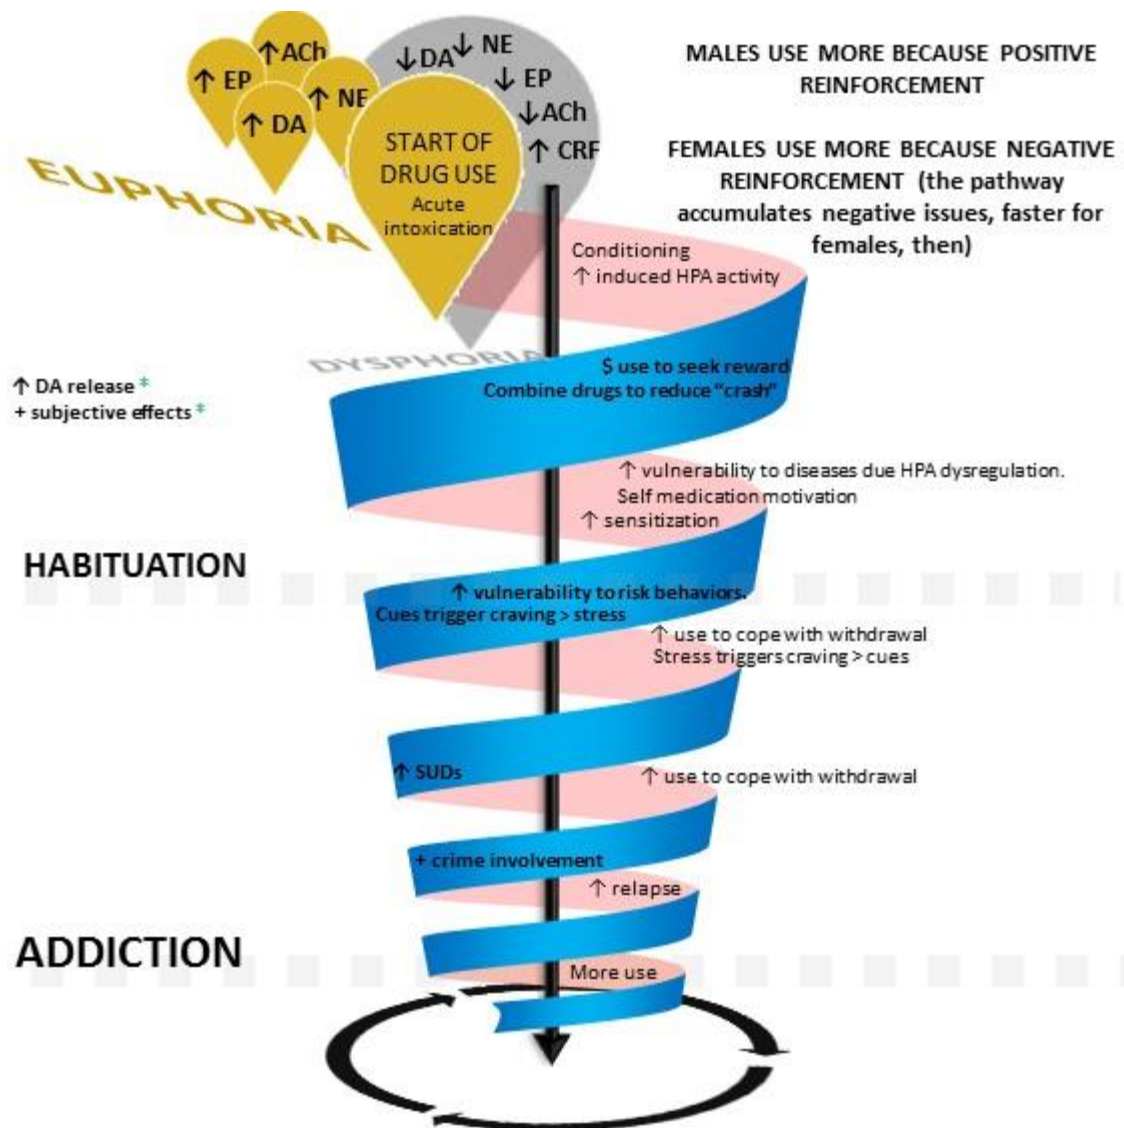 ↑ ACh
↑ EP
↑ NE
↑ DA
EUPHORIA
↓ DA
↓ NE
↓ EP
↓ ACh
↑ CRF
START OF
DRUG USE
Acute
intoxication
DYSPHORIA
MALES USE MORE BECAUSE POSITIVE
REINFORCEMENT
FEMALES USE MORE BECAUSE NEGATIVE
REINFORCEMENT (the pathway
accumulates negative issues, faster for
females, then)
Conditioning
↑ induced HPA activity
$ use to seek reward
Combine drugs to reduce “crash”
↑ DA release *
+ subjective effects *
↑ vulnerability to diseases due HPA dysregulation.
Self medication motivation
↑ sensitization
HABITUATION
↑ vulnerability to risk behaviors.
Cues trigger craving > stress
↑ use to cope with withdrawal
Stress triggers craving > cues
↑ SUDs
↑ use to cope with withdrawal
+ crime involvement
↑ relapse
ADDICTION
More use